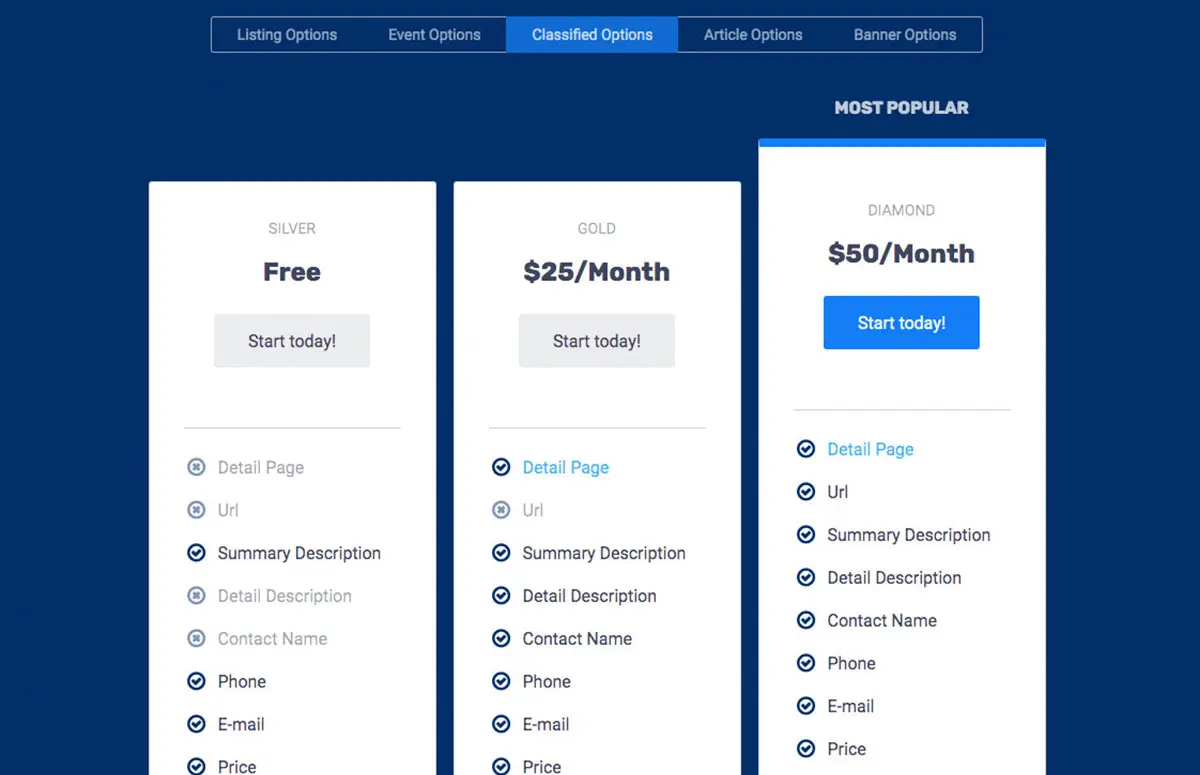 Listing Options
Event Options
Classified Options
Article Options
Banner Options
MOST POPULAR
SILVER
Free
Start today!
Detail Page
Url
Summary Description
Detail Description
Contact Name
Phone
E-mail
Price
GOLD
$25/Month
Start today!
Detail Page
Url
Summary Description
Detail Description
Contact Name
Phone
E-mail
Price
DIAMOND
$50/Month
Start today!
Detail Page
Url
Summary Description
Detail Description
Contact Name
Phone
E-mail
Price